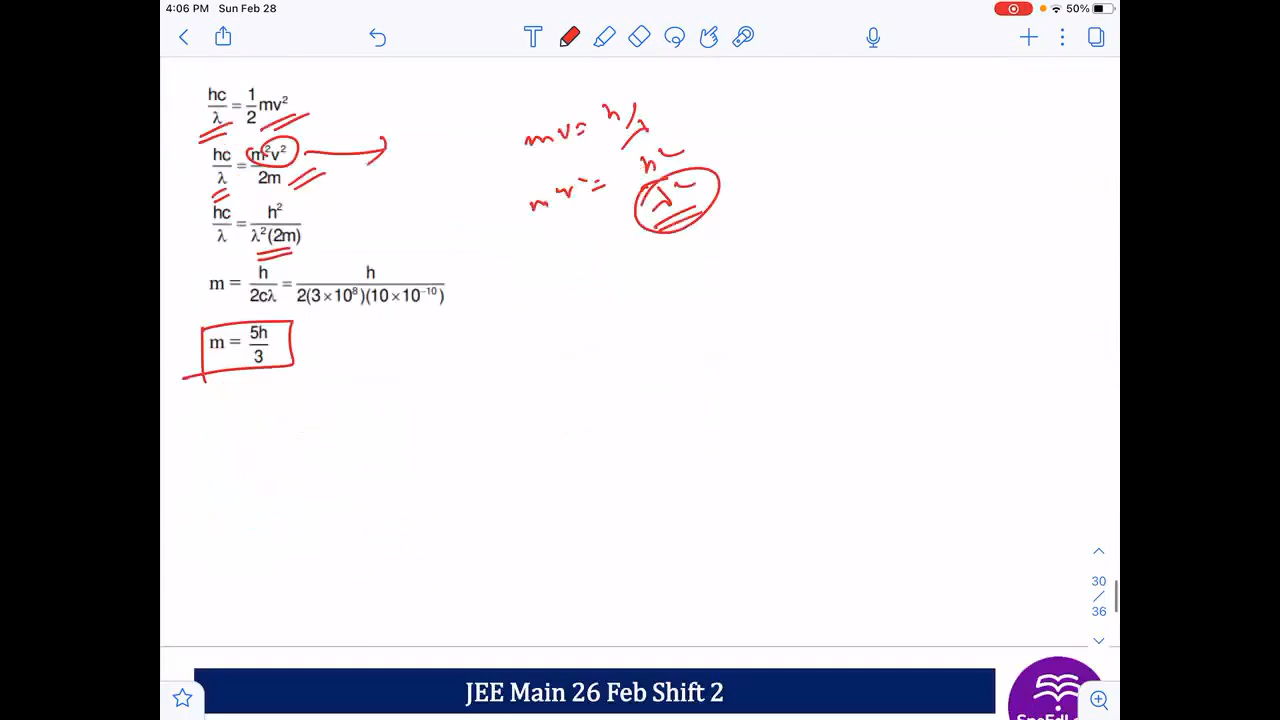 4:06 PM Sun Feb 28
50%
hc/λ = 1/2 mv²
hc/λ = m²v²/2m
hc/λ = h²/λ²(2m)
m = h/2cλ = h/2(3×10⁸)(10×10⁻¹⁰)
m = 5h/3
mv = h/λ
m²v² = h²/λ²
30
/
36
JEE Main 26 Feb Shift 2